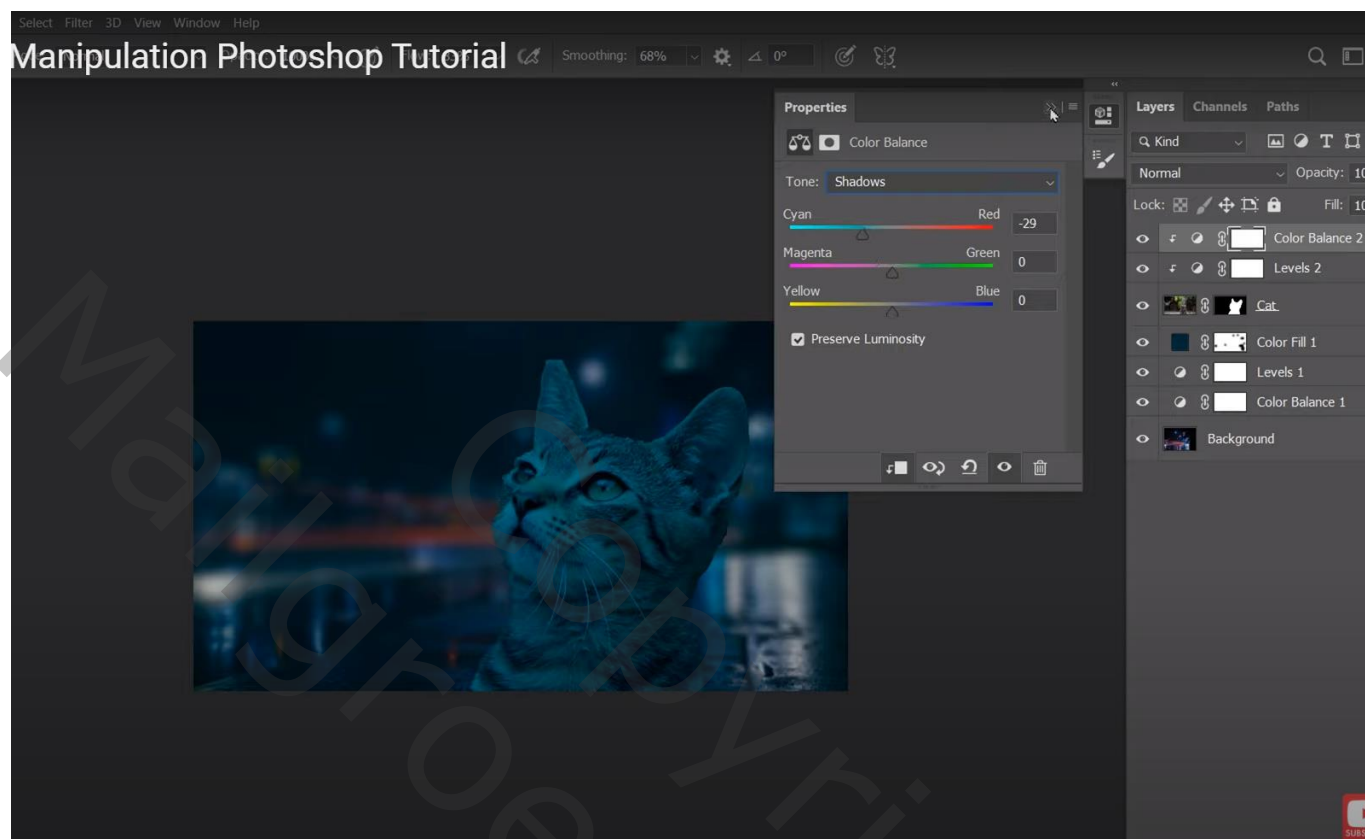 Select Filter 3D View Window Help
Manipulation Photoshop Tutorial
Smoothing: 68% 0°
Properties
Color Balance
Tone: Shadows
Cyan Red -29
Magenta Green 0
Yellow Blue 0
Preserve Luminosity
Layers Channels Paths
Kind
Normal Opacity: 10
Lock: Fill: 10
Color Balance 2
Levels 2
Cat
Color Fill 1
Levels 1
Color Balance 1
Background
SUBS